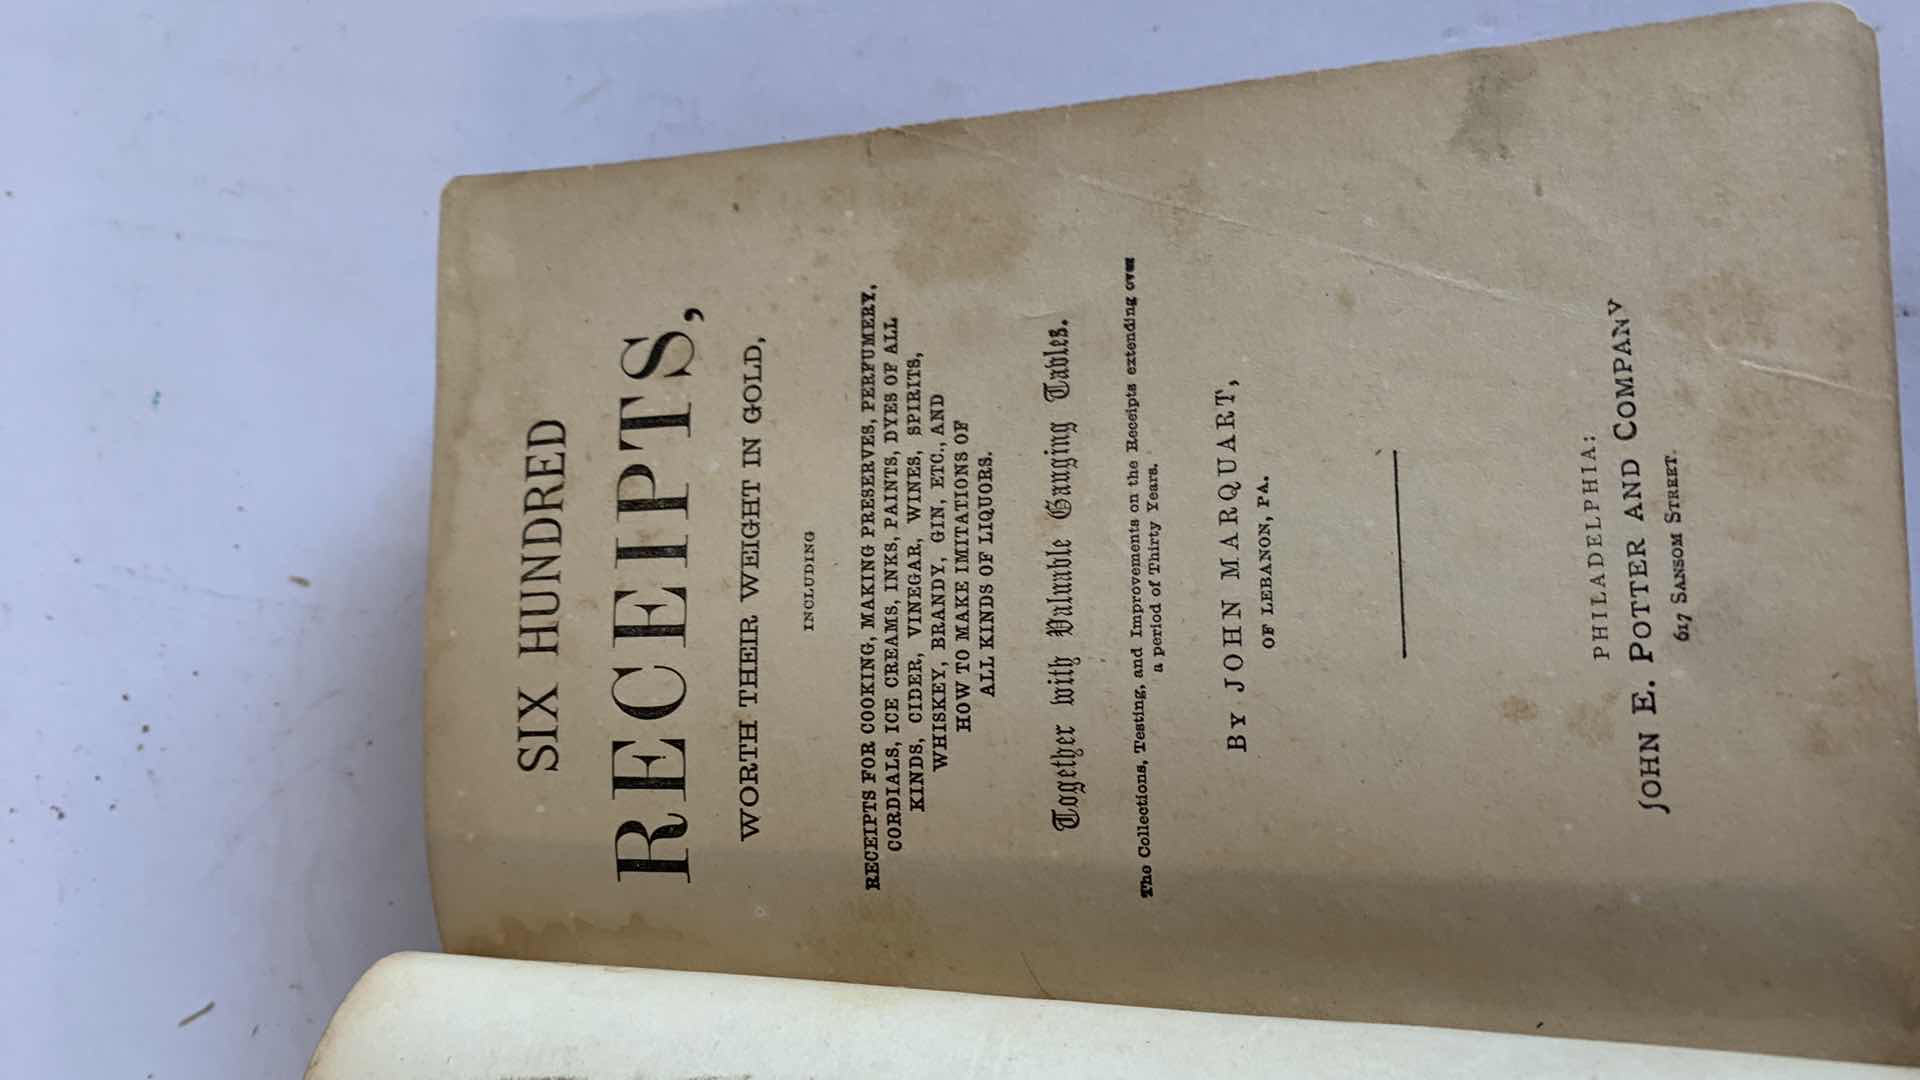 SIX HUNDRED
RECEIPTS,
WORTH THEIR WEIGHT IN GOLD,
INCLUDING
RECEIPTS FOR COOKING, MAKING PRESERVES, PERFUMERY,
CORDIALS, ICE CREAMS, INKS, PAINTS, DYES OF ALL
KINDS, CIDER, VINEGAR, WINES, SPIRITS,
WHISKEY, BRANDY, GIN, ETC., AND
HOW TO MAKE IMITATIONS OF
ALL KINDS OF LIQUORS.
Together with Valuable Gauging Tables.
The Collections, Testing, and Improvements on the Receipts extending over
a period of Thirty Years.
BY JOHN MARQUART,
OF LEBANON, PA.
PHILADELPHIA:
JOHN E. POTTER AND COMPANY
617 SANSOM STREET.